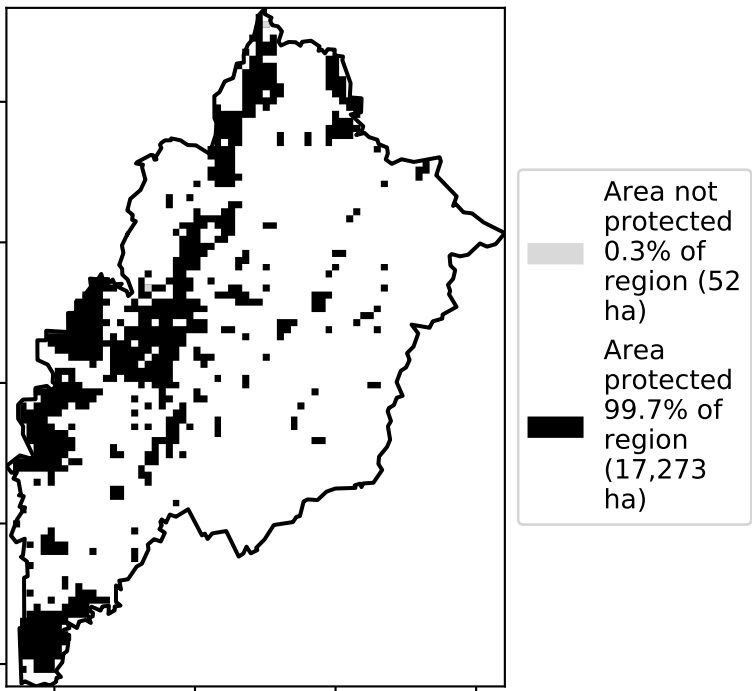 Area not
protected
0.3% of
region (52
ha)
Area
protected
99.7% of
region
(17,273
ha)